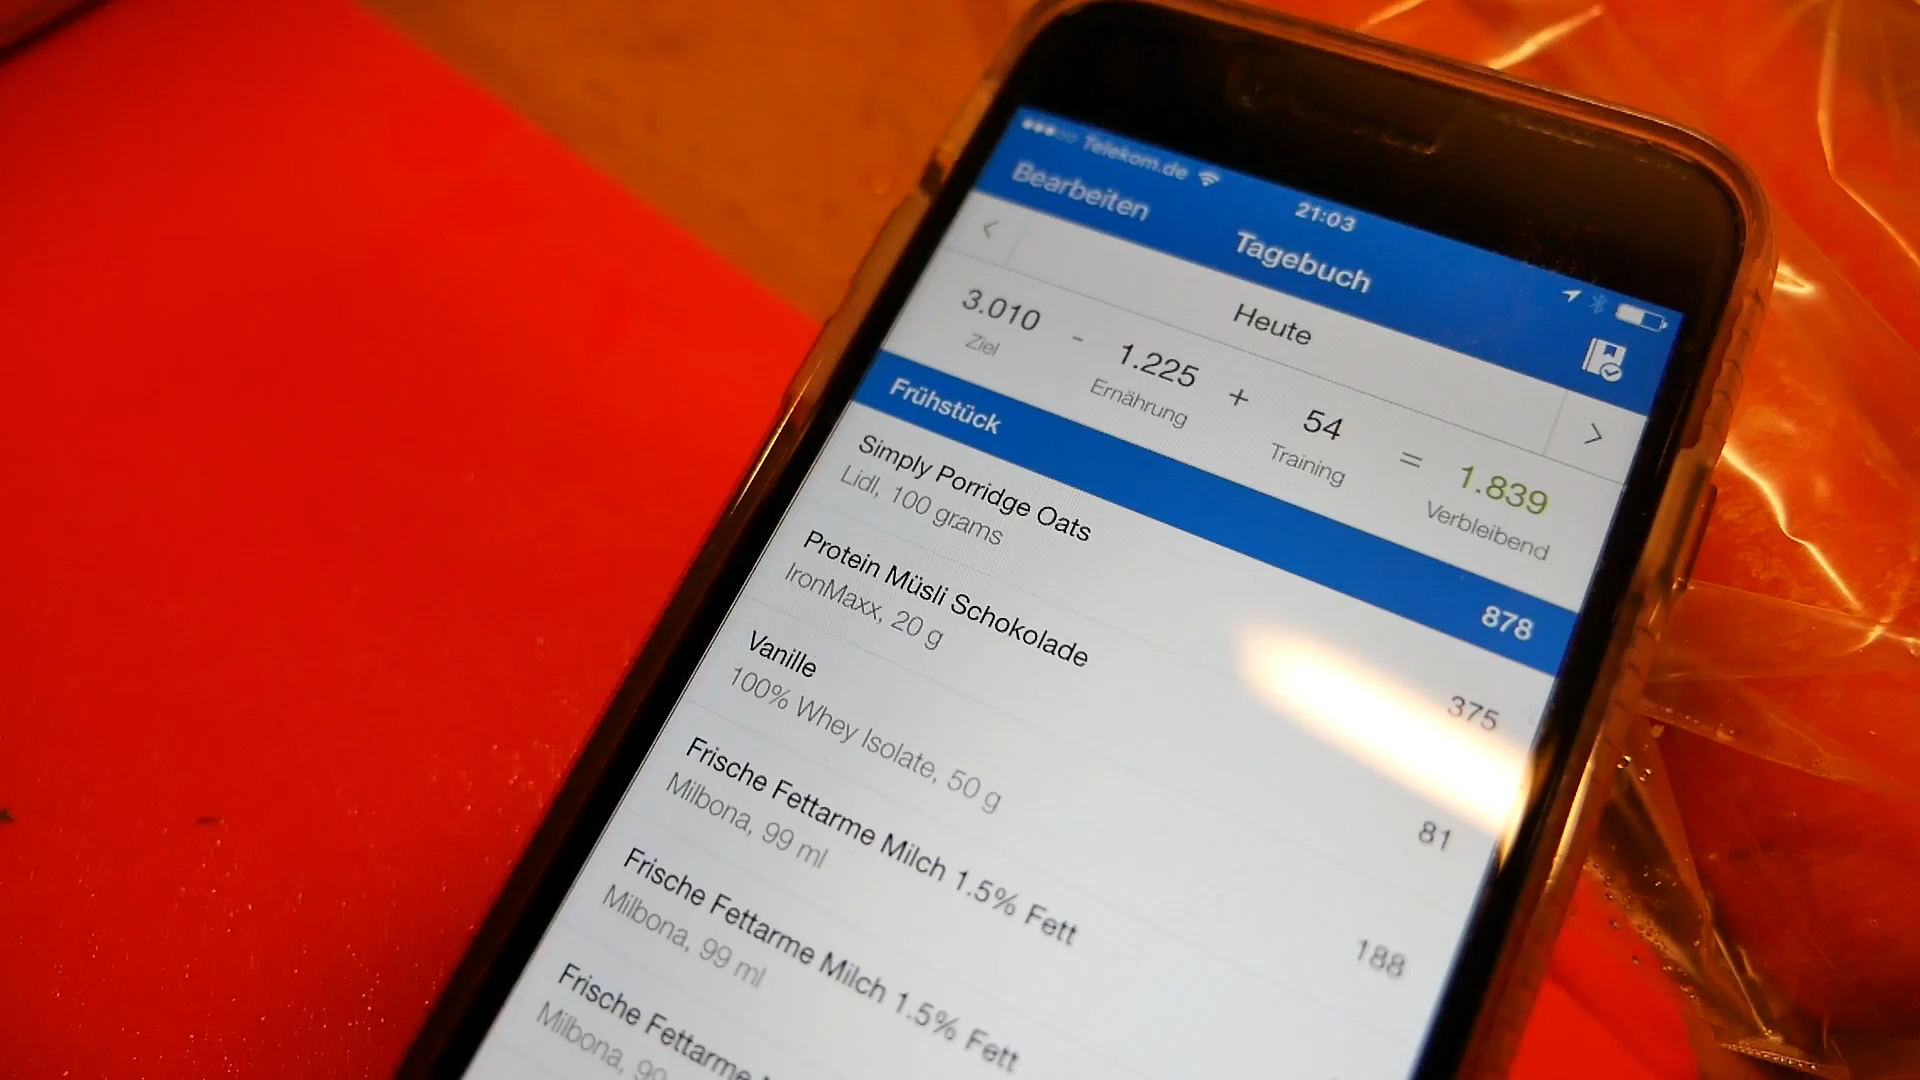 Telekom.de
21:03
Bearbeiten
Tagebuch
Heute
3.010 - 1.225 + 54 = 1.839
Ziel Ernährung Training Verbleibend
Frühstück 878
Simply Porridge Oats
Lidl, 100 grams 375
Protein Müsli Schokolade
IronMaxx, 20 g 81
Vanille
100% Whey Isolate, 50 g 188
Frische Fettarme Milch 1.5% Fett
Milbona, 99 ml
Frische Fettarme Milch 1.5% Fett
Milbona, 99 ml
Frische Fettarme
Milbona, 99